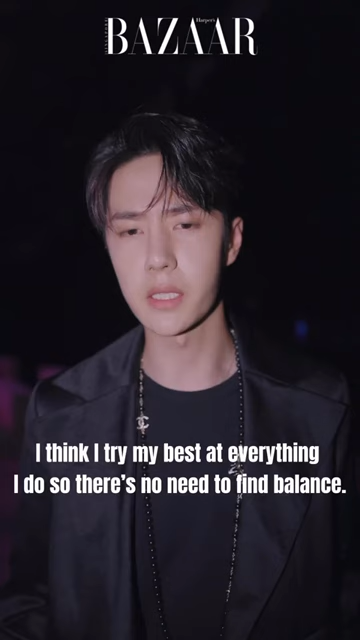 Harper's
BAZAAR
I think I try my best at everything
I do so there's no need to find balance.